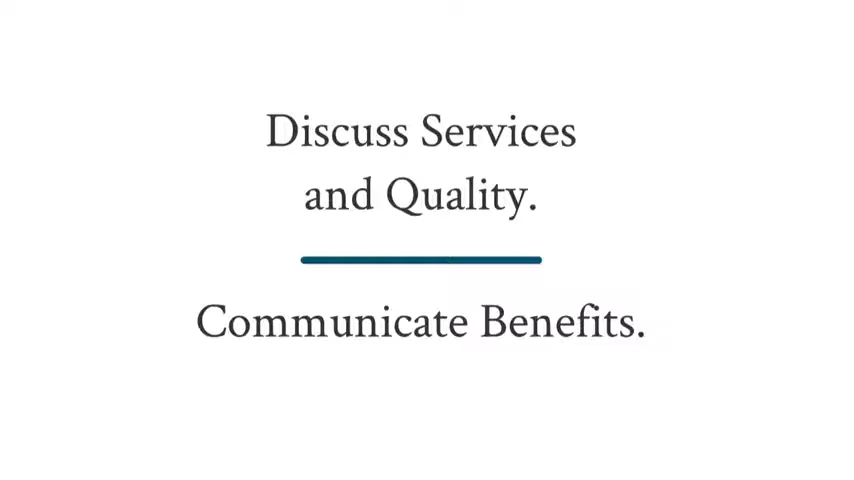 Discuss Services
and Quality.
Communicate Benefits.